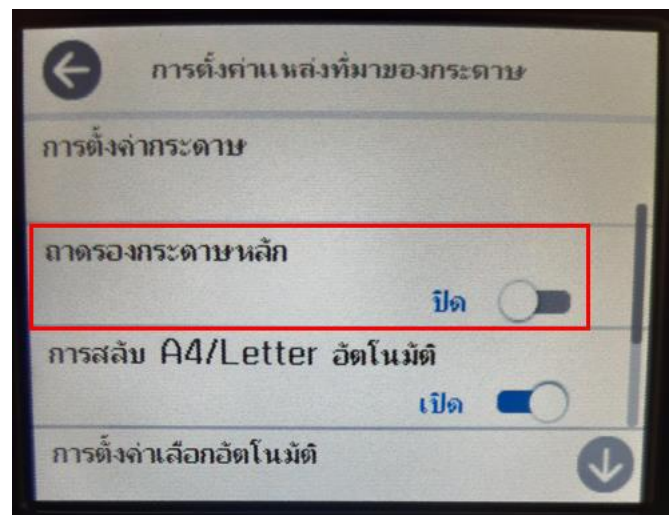 การตั้งค่าแหล่งที่มาของกระดาษ
การตั้งค่ากระดาษ
ถาดรองกระดาษหลัก
ปิด
การสลับ A4/Letter อัตโนมัติ
เปิด
การตั้งค่าเลือกอัตโนมัติ